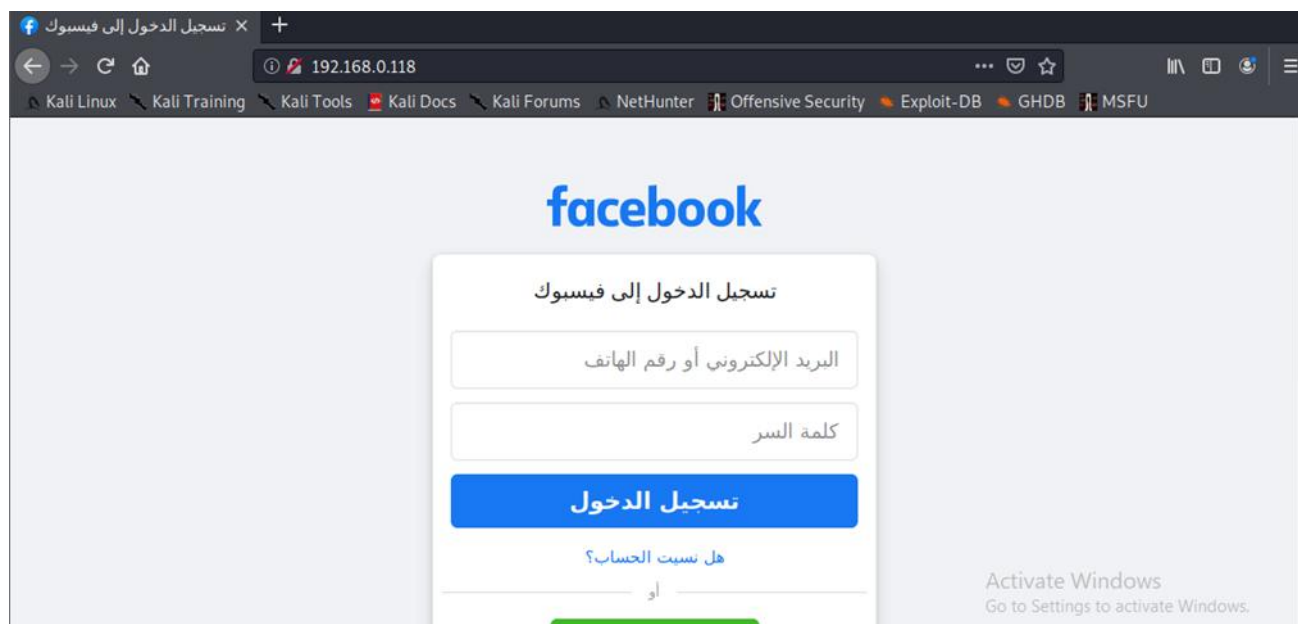 تسجيل الدخول إلى فيسبوك
192.168.0.118
Kali Linux Kali Training Kali Tools Kali Docs Kali Forums NetHunter Offensive Security Exploit-DB GHDB MSFU
facebook
تسجيل الدخول إلى فيسبوك
البريد الإلكتروني أو رقم الهاتف
كلمة السر
تسجيل الدخول
هل نسيت الحساب؟
أو
Activate Windows
Go to Settings to activate Windows.